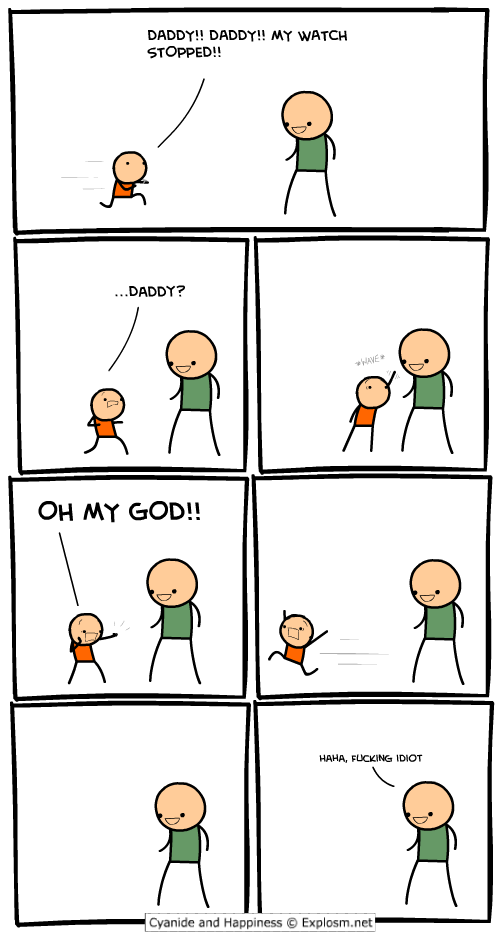 DADDY!! DADDY!! MY WATCH
STOPPED!!
...DADDY?
*WAVE*
OH MY GOD!!
HAHA, FUCKING IDIOT
Cyanide and Happiness © Explosm.net